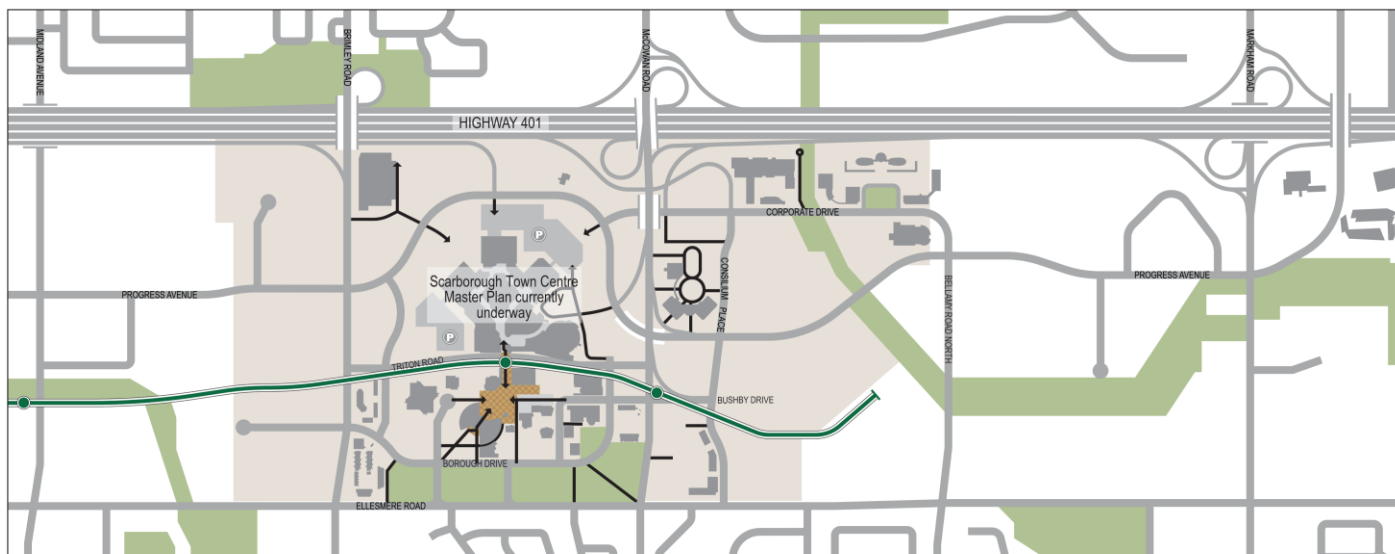 MIDLAND AVENUE
BRIMLEY ROAD
McCOWAN ROAD
MARKHAM ROAD
HIGHWAY 401
CORPORATE DRIVE
P
CONSILIUM PLACE
Scarborough Town Centre
Master Plan currently
underway
PROGRESS AVENUE
PROGRESS AVENUE
BELLAMY ROAD NORTH
P
TRITON ROAD
BUSHBY DRIVE
BOROUGH DRIVE
ELLESMERE ROAD